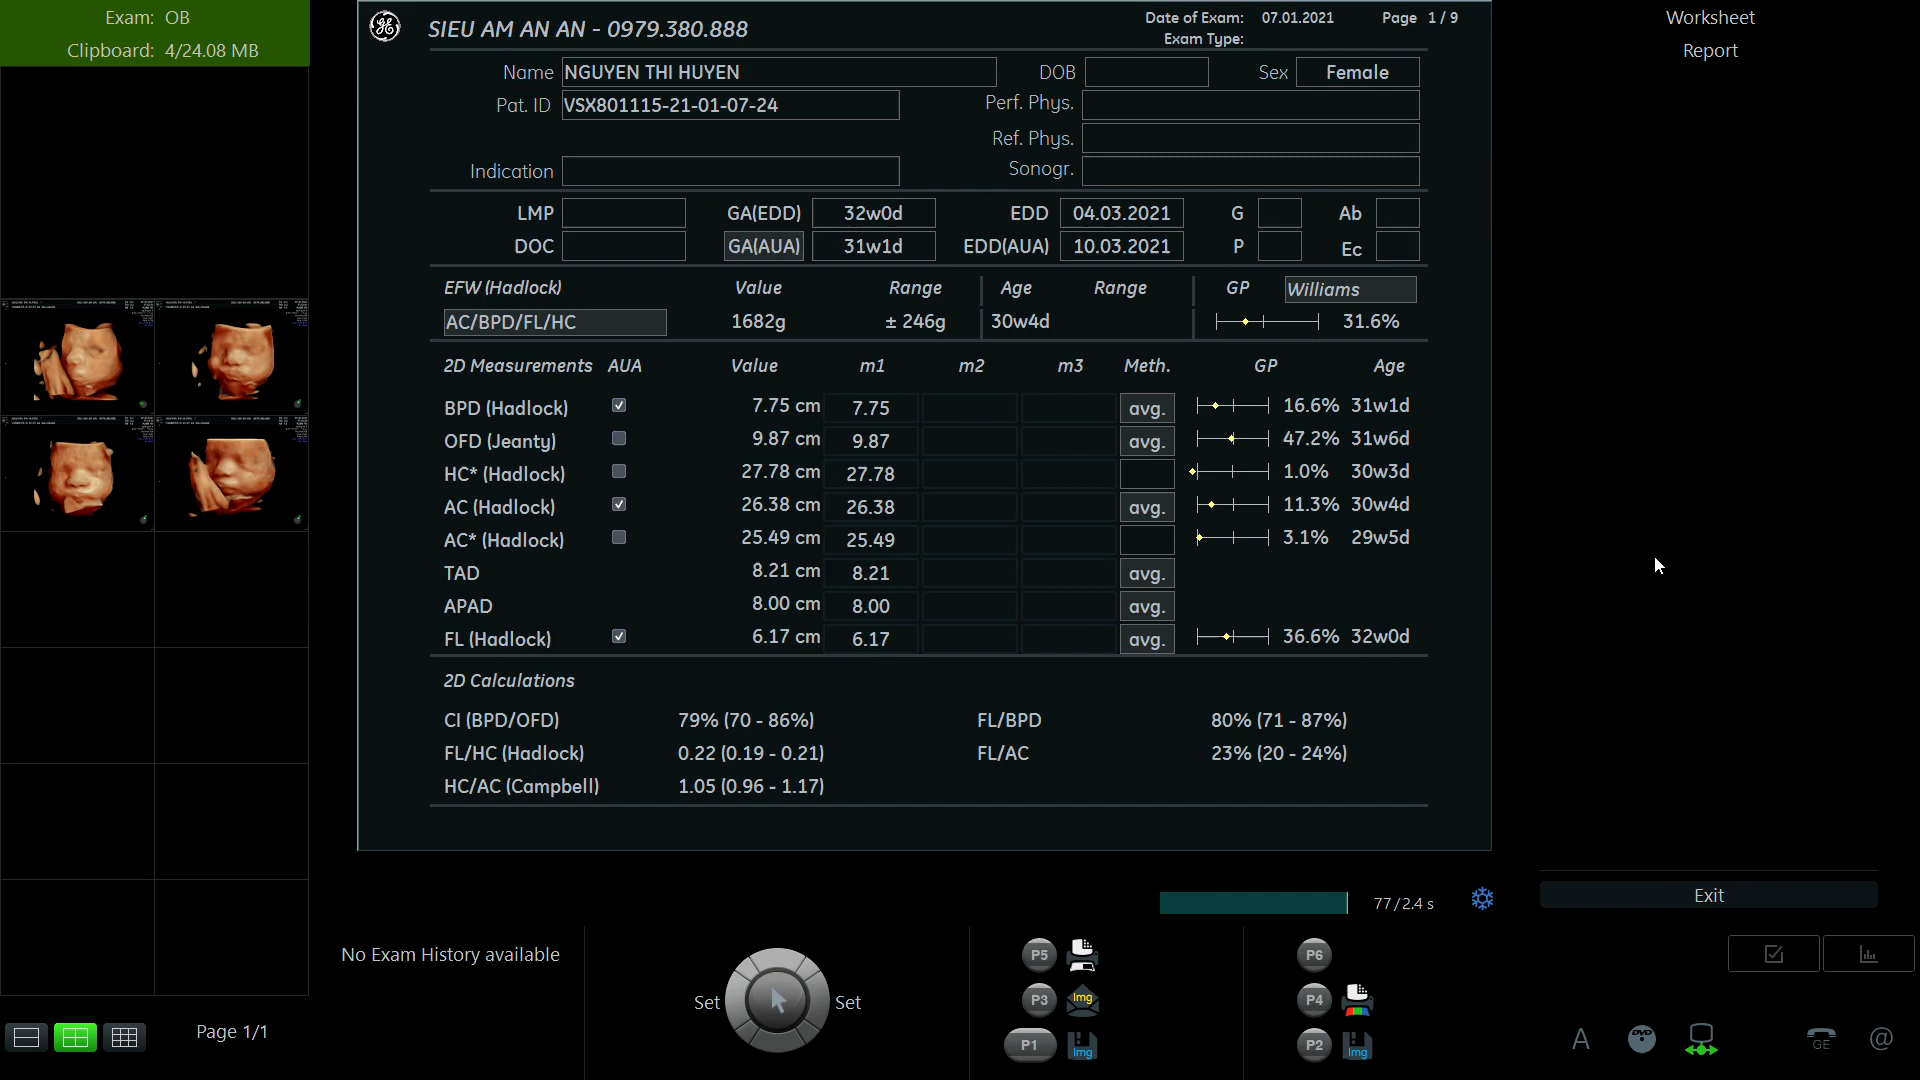 Exam: OB
Clipboard: 4/24.08 MB
SIEU AM AN AN - 0979.380.888
Date of Exam: 07.01.2021 Page 1 / 9
Exam Type:
Name NGUYEN THI HUYEN DOB Sex Female
Pat. ID VSX801115-21-01-07-24 Perf. Phys.
Ref. Phys.
Indication Sonogr.
LMP GA(EDD) 32w0d EDD 04.03.2021 G Ab
DOC GA(AUA) 31w1d EDD(AUA) 10.03.2021 P Ec
EFW (Hadlock) Value Range Age Range GP Williams
AC/BPD/FL/HC 1682g ± 246g 30w4d 31.6%
2D Measurements AUA Value m1 m2 m3 Meth. GP Age
BPD (Hadlock) 7.75 cm 7.75 avg. 16.6% 31w1d
OFD (Jeanty) 9.87 cm 9.87 avg. 47.2% 31w6d
HC* (Hadlock) 27.78 cm 27.78 1.0% 30w3d
AC (Hadlock) 26.38 cm 26.38 avg. 11.3% 30w4d
AC* (Hadlock) 25.49 cm 25.49 3.1% 29w5d
TAD 8.21 cm 8.21 avg.
APAD 8.00 cm 8.00 avg.
FL (Hadlock) 6.17 cm 6.17 avg. 36.6% 32w0d
2D Calculations
CI (BPD/OFD) 79% (70 - 86%) FL/BPD 80% (71 - 87%)
FL/HC (Hadlock) 0.22 (0.19 - 0.21) FL/AC 23% (20 - 24%)
HC/AC (Campbell) 1.05 (0.96 - 1.17)
Worksheet
Report
77 / 2.4 s
Exit
No Exam History available
Set Set
P5 P6
P3 Img P4
P1 Img P2 Img
Page 1/1
A DVD GE @